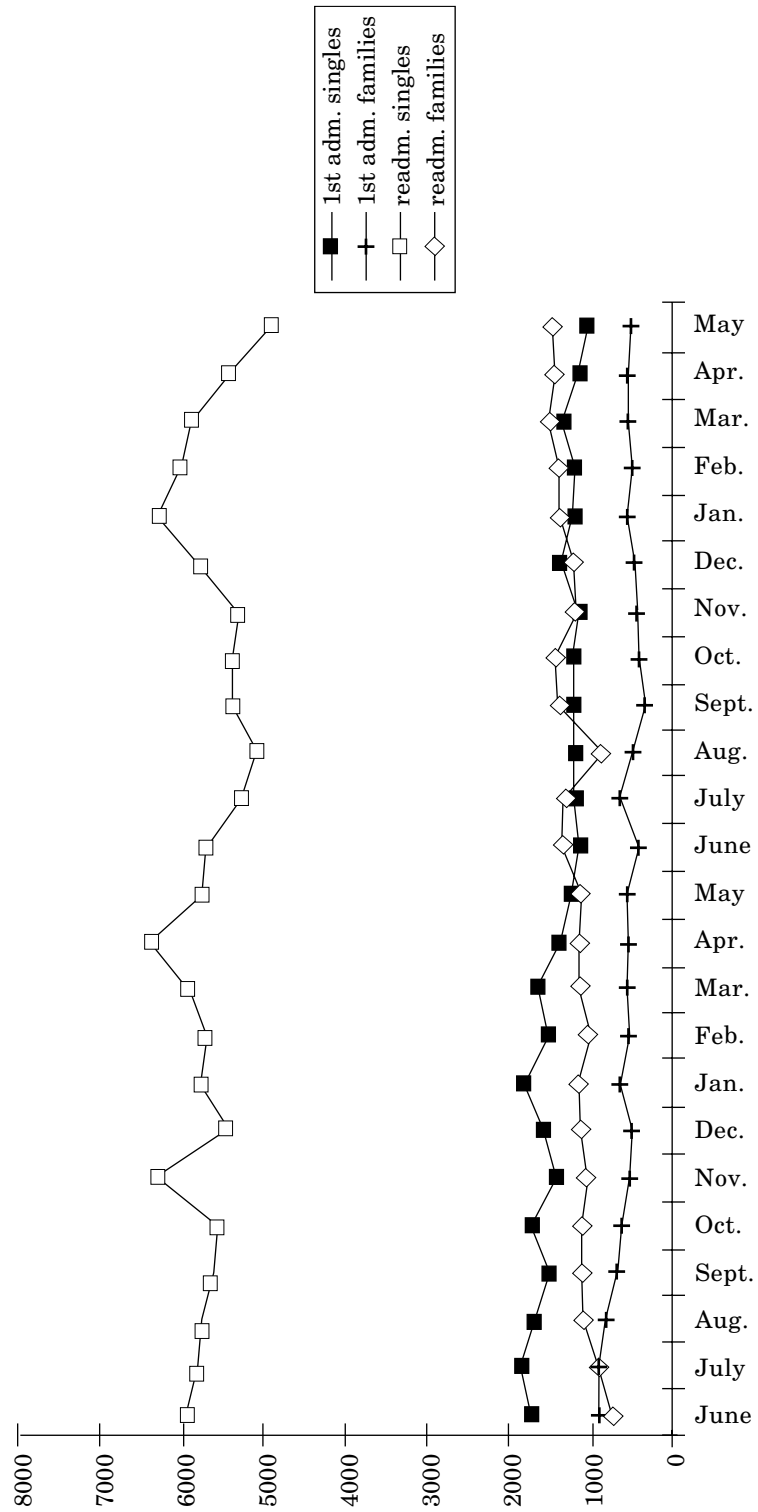 1st adm. singles
1st adm. families
readm. singles
readm. families
8000
7000
6000
5000
4000
3000
2000
1000
0
June
July
Aug.
Sept.
Oct.
Nov.
Dec.
Jan.
Feb.
Mar.
Apr.
May
June
July
Aug.
Sept.
Oct.
Nov.
Dec.
Jan.
Feb.
Mar.
Apr.
May